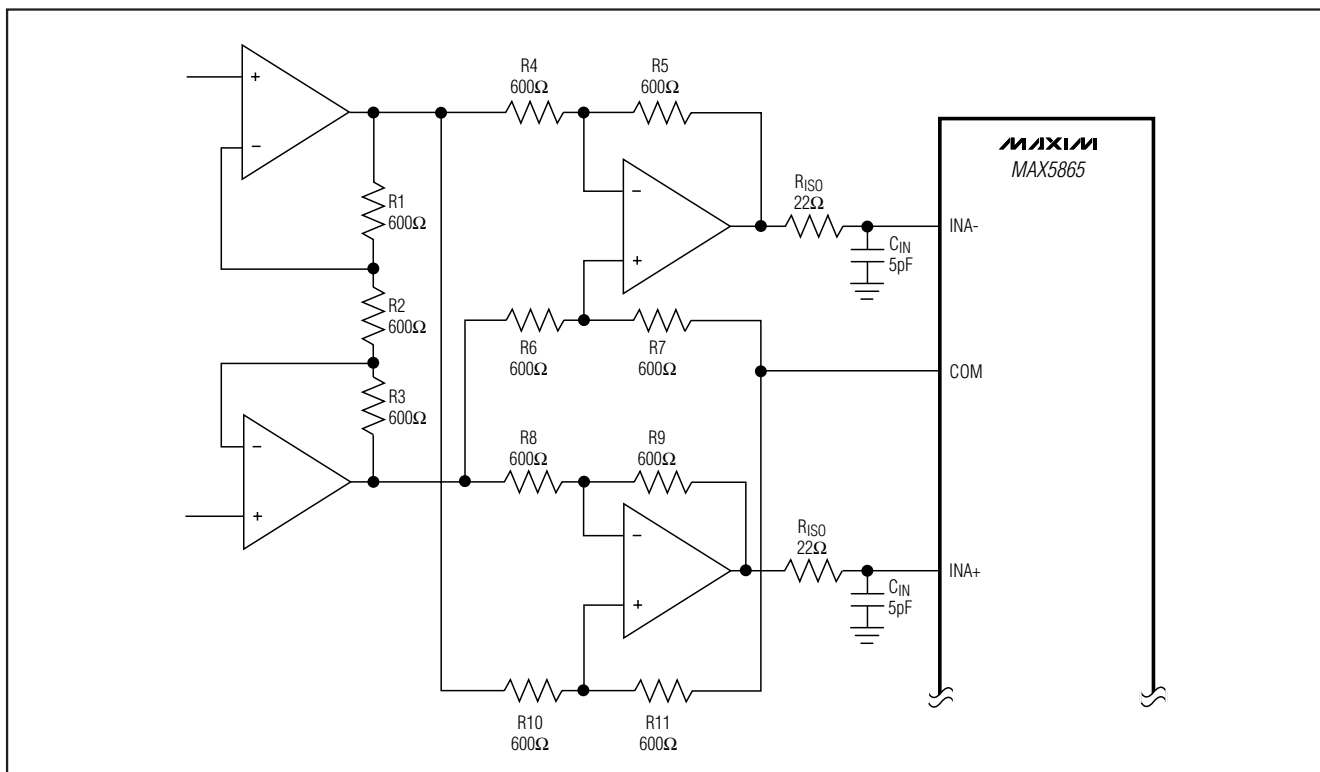 R4
600Ω
R5
600Ω
+
−
R1
600Ω
MAXIM
MAX5865
−
+
RISO
22Ω
INA-
CIN
5pF
R2
600Ω
R6
600Ω
R7
600Ω
COM
R3
600Ω
−
+
R8
600Ω
R9
600Ω
−
+
RISO
22Ω
INA+
CIN
5pF
R10
600Ω
R11
600Ω